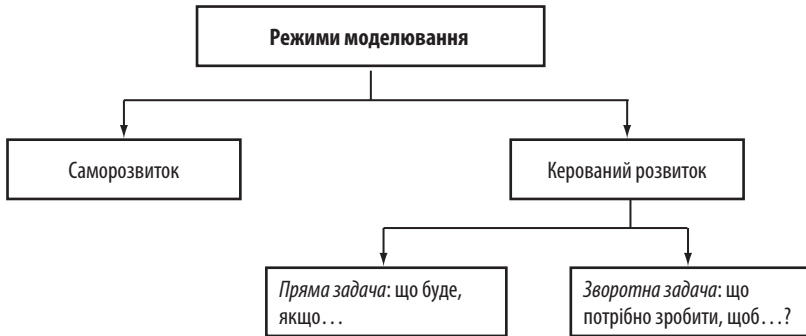 Режими моделювання
Саморозвиток
Керований розвиток
Пряма задача: що буде,
якщо…
Зворотна задача: що
потрібно зробити, щоб…?